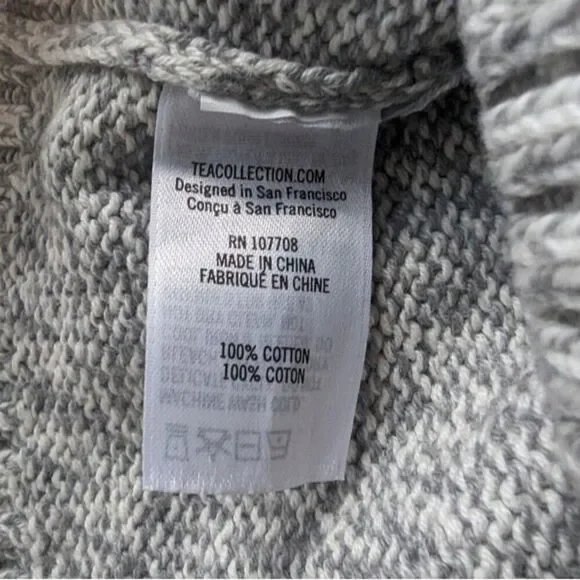 TEACOLLECTION.COM
Designed in San Francisco
Conçu à San Francisco
RN 107708
MADE IN CHINA
FABRIQUÉ EN CHINE
100% COTTON
100% COTON